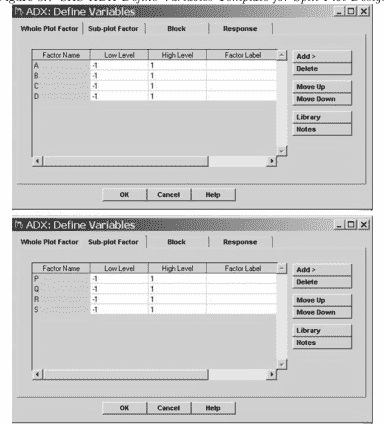 ADX: Define Variables
Whole Plot Factor Sub-plot Factor Block Response
Factor Name Low Level High Level Factor Label
A -1 1
B -1 1
C -1 1
D -1 1
Add >
Delete
Move Up
Move Down
Library
Notes
OK Cancel Help
ADX: Define Variables
Whole Plot Factor Sub-plot Factor Block Response
Factor Name Low Level High Level Factor Label
P -1 1
Q -1 1
R -1 1
S -1 1
Add >
Delete
Move Up
Move Down
Library
Notes
OK Cancel Help